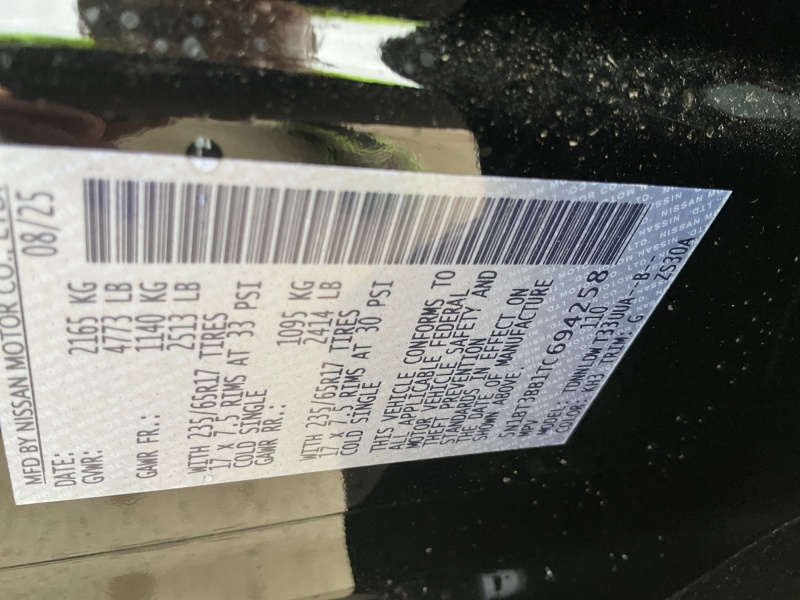 MFD BY NISSAN MOTOR CO., LTD.
DATE: 08/25
GVWR: 2165 KG
4773 LB
GAWR FR.: 1140 KG
2513 LB
WITH 235/65R17 TIRES
17 X 7.5 RIMS AT 33 PSI
COLD SINGLE
GAWR RR.: 1095 KG
2414 LB
WITH 235/65R17 TIRES
17 X 7.5 RIMS AT 30 PSI
COLD SINGLE
THIS VEHICLE CONFORMS TO
ALL APPLICABLE FEDERAL
MOTOR VEHICLE SAFETY AND
THEFT PREVENTION
STANDARDS IN EFFECT ON
THE DATE OF MANUFACTURE
SHOWN ABOVE.
5N1BT3BB1TC694258
MPV 110
MODEL: TDWNLDW T33UUA--B--
COLOR: KH3 TRIM: G ZS30A